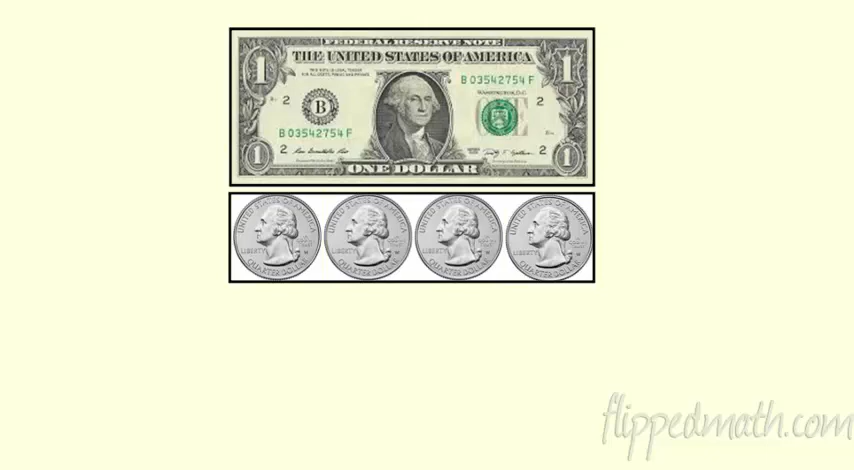 FEDERAL RESERVE NOTE
THE UNITED STATES OF AMERICA
1
1
B 03542754 F
WASHINGTON, D.C.
2
2
B
B 03542754 F
2
2
1
1
ONE DOLLAR
UNITED STATES OF AMERICA
LIBERTY
QUARTER DOLLAR
UNITED STATES OF AMERICA
LIBERTY
QUARTER DOLLAR
UNITED STATES OF AMERICA
LIBERTY
QUARTER DOLLAR
UNITED STATES OF AMERICA
LIBERTY
QUARTER DOLLAR
flippedmath.com